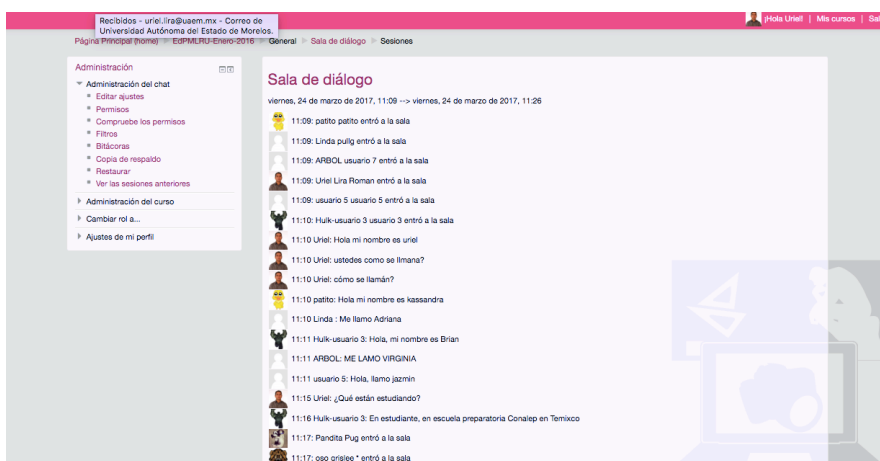 Recibidos - uriel.lira@uaem.mx - Correo de
Universidad Autónoma del Estado de Morelos.
¡Hola Uriel! | Mis cursos | Sal
Página Principal (home) EdPMLRU-Enero-2016 General Sala de diálogo Sesiones
Administración
Administración del chat
Editar ajustes
Permisos
Compruebe los permisos
Filtros
Bitácoras
Copia de respaldo
Restaurar
Ver las sesiones anteriores
Administración del curso
Cambiar rol a...
Ajustes de mi perfil
Sala de diálogo
viernes, 24 de marzo de 2017, 11:09 --> viernes, 24 de marzo de 2017, 11:26
11:09: patito patito entró a la sala
11:09: Linda pullg entró a la sala
11:09: ARBOL usuario 7 entró a la sala
11:09: Uriel Lira Roman entró a la sala
11:09: usuario 5 usuario 5 entró a la sala
11:10: Hulk-usuario 3 usuario 3 entró a la sala
11:10 Uriel: Hola mi nombre es uriel
11:10 Uriel: ustedes como se llmana?
11:10 Uriel: cómo se llamán?
11:10 patito: Hola mi nombre es kassandra
11:10 Linda : Me llamo Adriana
11:11 Hulk-usuario 3: Hola, mi nombre es Brian
11:11 ARBOL: ME LAMO VIRGINIA
11:11 usuario 5: Hola, llamo jazmin
11:15 Uriel: ¿Qué están estudiando?
11:16 Hulk-usuario 3: En estudiante, en escuela preparatoria Conalep en Temixco
11:17: Pandita Pug entró a la sala
11:17: oso grislee * entró a la sala